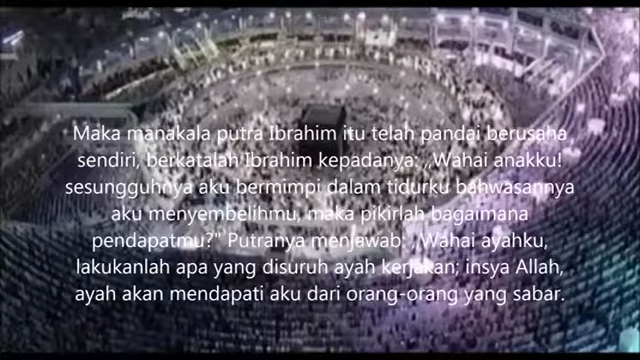 Maka manakala putra Ibrahim itu telah pandai berusaha
sendiri, berkatalah Ibrahim kepadanya: „Wahai anakku!
sesungguhnya aku bermimpi dalam tidurku bahwasannya
aku menyembelihmu, maka pikirlah bagaimana
pendapatmu?" Putranya menjawab: „Wahai ayahku,
lakukanlah apa yang disuruh ayah kerjakan; insya Allah,
ayah akan mendapati aku dari orang-orang yang sabar.